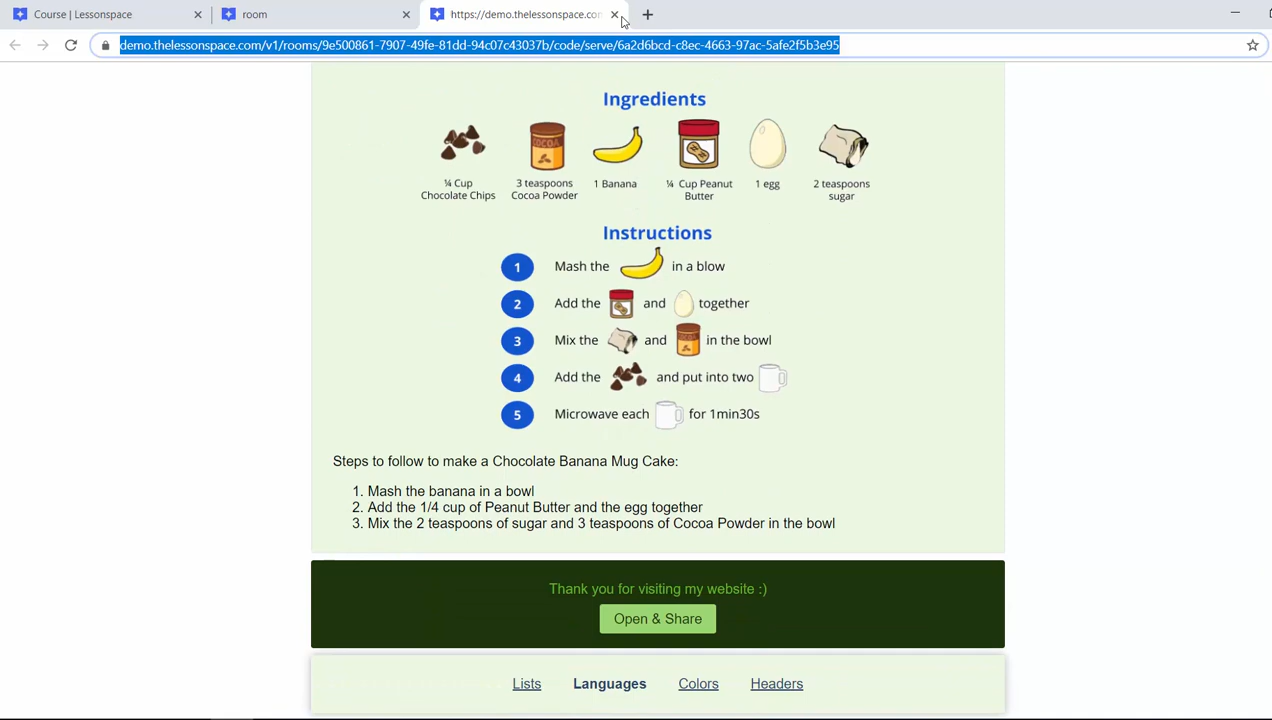 Course | Lessonspace
room
https://demo.thelessonspace.com
demo.thelessonspace.com/v1/rooms/9e500861-7907-49fe-81dd-94c07c43037b/code/serve/6a2d6bcd-c8ec-4663-97ac-5afe2f5b3e95
Ingredients
COCOA
¼ Cup
Chocolate Chips
3 teaspoons
Cocoa Powder
1 Banana
¼ Cup Peanut
Butter
1 egg
2 teaspoons
sugar
Instructions
1 Mash the in a blow
2 Add the and together
3 Mix the and in the bowl
4 Add the and put into two
5 Microwave each for 1min30s
Steps to follow to make a Chocolate Banana Mug Cake:
1. Mash the banana in a bowl
2. Add the 1/4 cup of Peanut Butter and the egg together
3. Mix the 2 teaspoons of sugar and 3 teaspoons of Cocoa Powder in the bowl
Thank you for visiting my website :)
Open & Share
Lists Languages Colors Headers